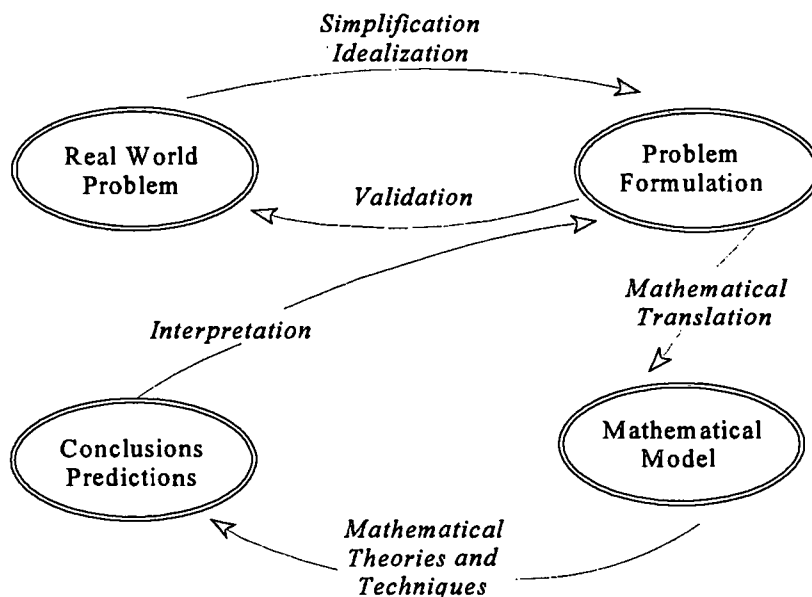 Simplification
Idealization
Real World
Problem
Problem
Formulation
Validation
Mathematical
Translation
Interpretation
Conclusions
Predictions
Mathematical
Model
Mathematical
Theories and
Techniques